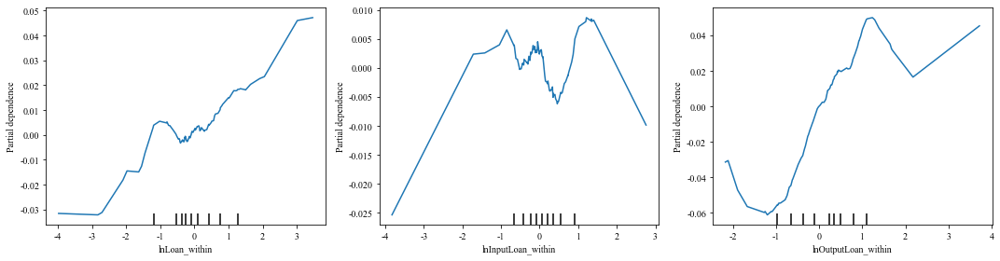 Partial dependence
0.05
0.04
0.03
0.02
0.01
0.00
-0.01
-0.02
-0.03
-4 -3 -2 -1 0 1 2 3
lnLoan_within
Partial dependence
0.010
0.005
0.000
-0.005
-0.010
-0.015
-0.020
-0.025
-4 -3 -2 -1 0 1 2 3
lnInputLoan_within
Partial dependence
0.04
0.02
0.00
-0.02
-0.04
-0.06
-2 -1 0 1 2 3 4
lnOutputLoan_within